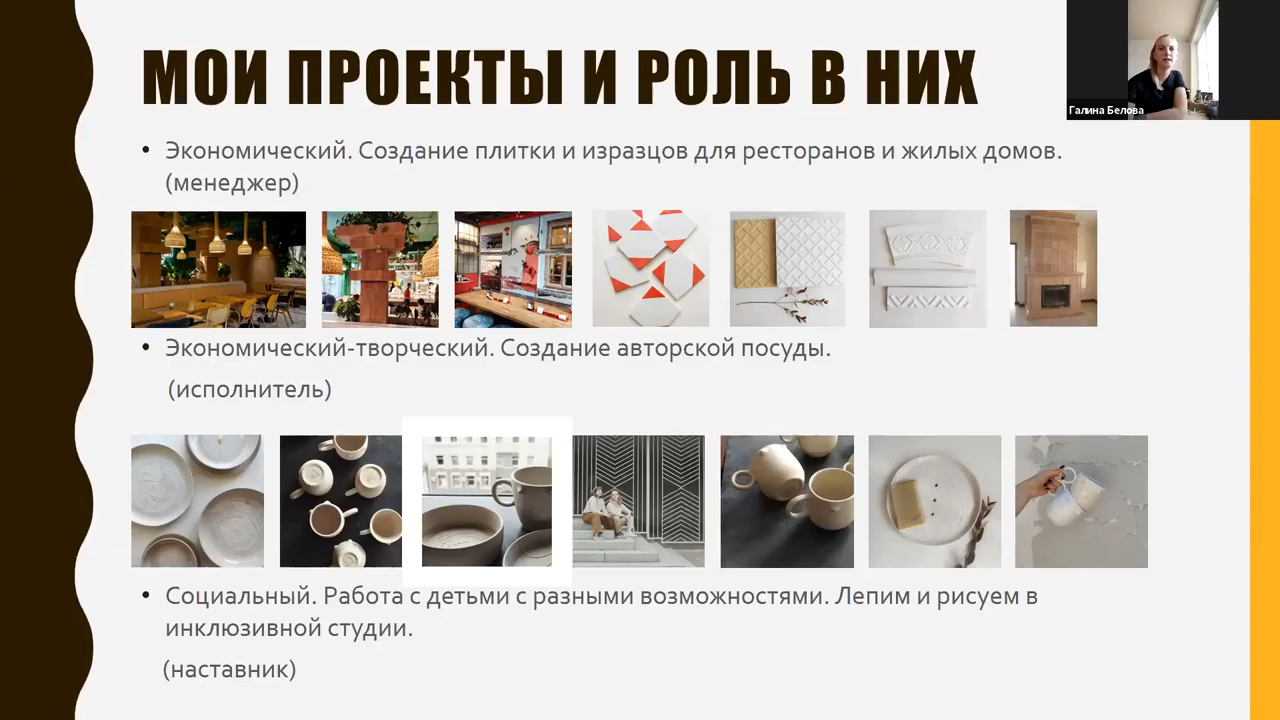 МОИ ПРОЕКТЫ И РОЛЬ В НИХ
Галина Белова
• Экономический. Создание плитки и изразцов для ресторанов и жилых домов.
(менеджер)
• Экономический-творческий. Создание авторской посуды.
(исполнитель)
• Социальный. Работа с детьми с разными возможностями. Лепим и рисуем в
инклюзивной студии.
(наставник)